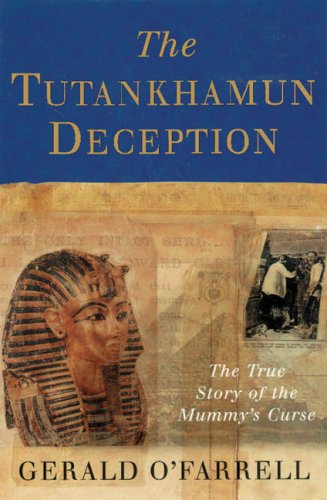 The
TUTANKHAMUN
DECEPTION
The True
Story of the
Mummy's Curse
GERALD O'FARRELL